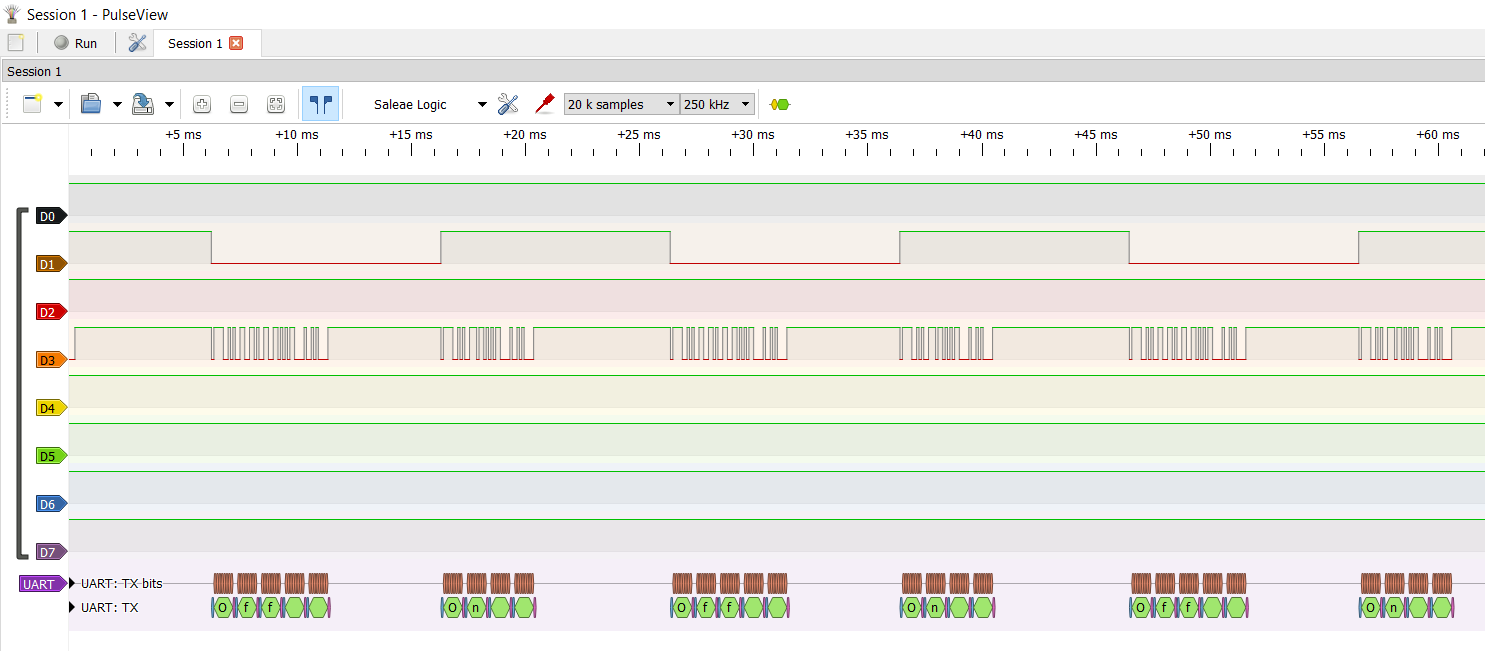 Session 1 - PulseView
Run
Session 1
Session 1
Saleae Logic
20 k samples
250 kHz
+5 ms +10 ms +15 ms +20 ms +25 ms +30 ms +35 ms +40 ms +45 ms +50 ms +55 ms +60 ms
D0
D1
D2
D3
D4
D5
D6
D7
UART UART: TX bits
UART: TX O f f O n O f f O n O f f O n